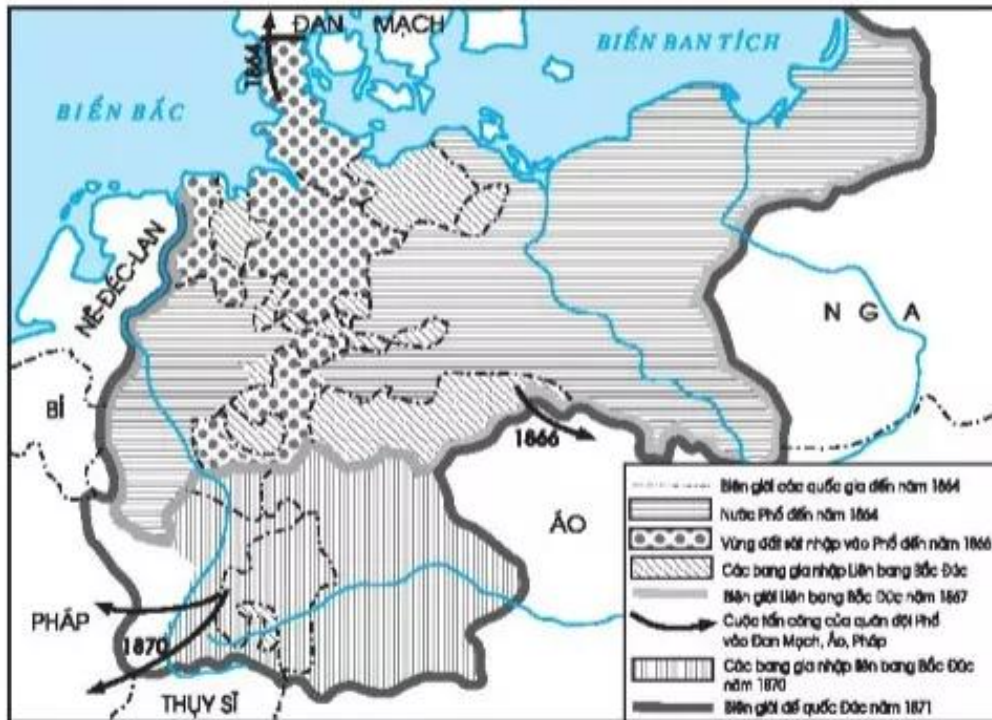 ĐAN MẠCH
1864
BIỂN BAN TÍCH
BIỂN BẮC
NÊ-ĐÉC-LAN
NGA
BỈ
1866
ÁO
PHÁP
1870
THỤY SĨ
Biên giới các quốc gia đến năm 1864
Nước Phổ đến năm 1864
Vùng đất sát nhập vào Phổ đến năm 1866
Các bang gia nhập Liên bang Bắc Đức
Biên giới Liên bang Bắc Đức năm 1867
Cuộc tấn công của quân đội Phổ
vào Đan Mạch, Áo, Pháp
Các bang gia nhập liên bang Bắc Đức
năm 1870
Biên giới đế quốc Đức năm 1871